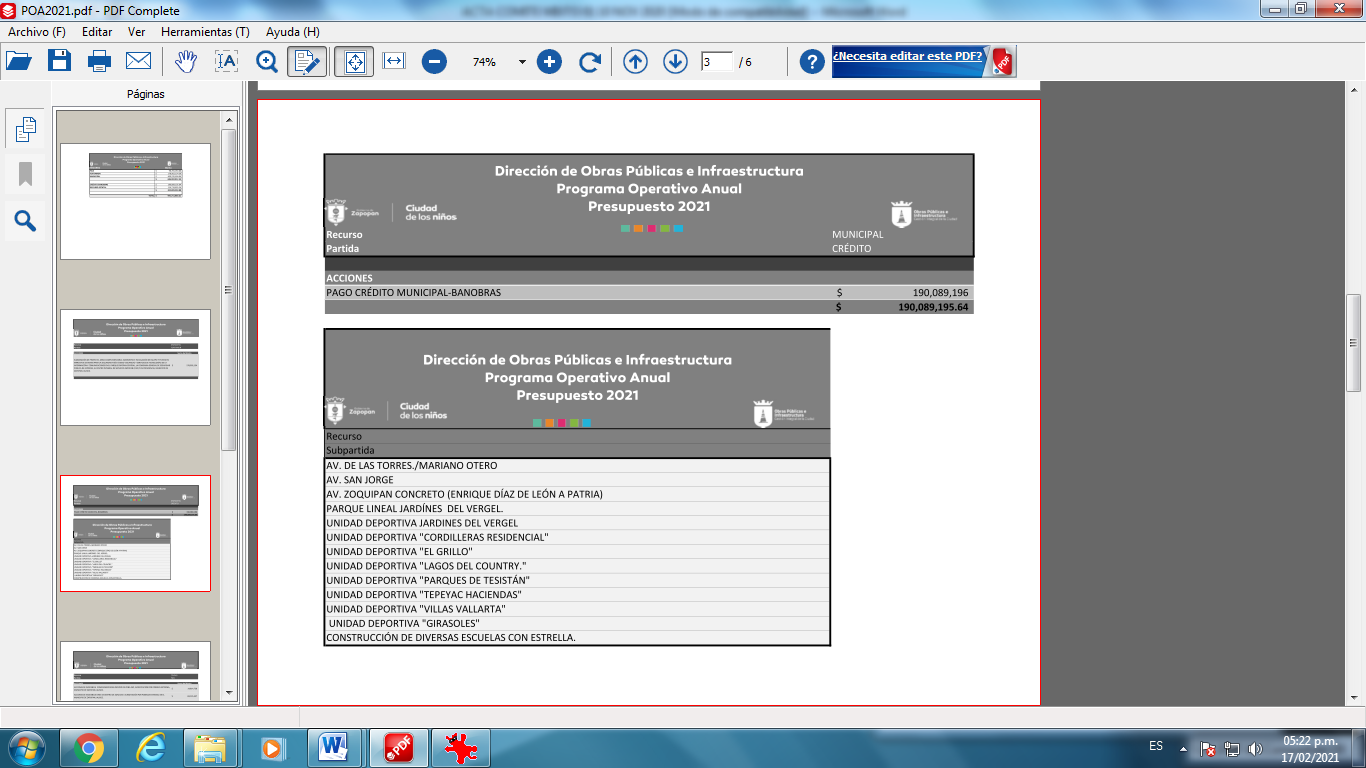 POA2021.pdf - PDF Complete
Archivo (F) Editar Ver Herramientas (T) Ayuda (H)
74% 3 / 6 ¿Necesita editar este PDF? PDF
Páginas
Dirección de Obras Públicas e Infraestructura
Programa Operativo Anual
Presupuesto 2021
Zapopan
Ciudad
de los niños
Obras Públicas e
Infraestructura
Recurso MUNICIPAL
Partida CRÉDITO
ACCIONES
PAGO CRÉDITO MUNICIPAL-BANOBRAS $ 190,089,196
$ 190,089,195.64
Dirección de Obras Públicas e Infraestructura
Programa Operativo Anual
Presupuesto 2021
Zapopan
Ciudad
de los niños
Obras Públicas e
Infraestructura
Recurso
Subpartida
AV. DE LAS TORRES./MARIANO OTERO
AV. SAN JORGE
AV. ZOQUIPAN CONCRETO (ENRIQUE DÍAZ DE LEÓN A PATRIA)
PARQUE LINEAL JARDÍNES DEL VERGEL.
UNIDAD DEPORTIVA JARDINES DEL VERGEL
UNIDAD DEPORTIVA "CORDILLERAS RESIDENCIAL"
UNIDAD DEPORTIVA "EL GRILLO"
UNIDAD DEPORTIVA "LAGOS DEL COUNTRY."
UNIDAD DEPORTIVA "PARQUES DE TESISTÁN"
UNIDAD DEPORTIVA "TEPEYAC HACIENDAS"
UNIDAD DEPORTIVA "VILLAS VALLARTA"
UNIDAD DEPORTIVA "GIRASOLES"
CONSTRUCCIÓN DE DIVERSAS ESCUELAS CON ESTRELLA.
ES
05:22 p.m.
17/02/2021